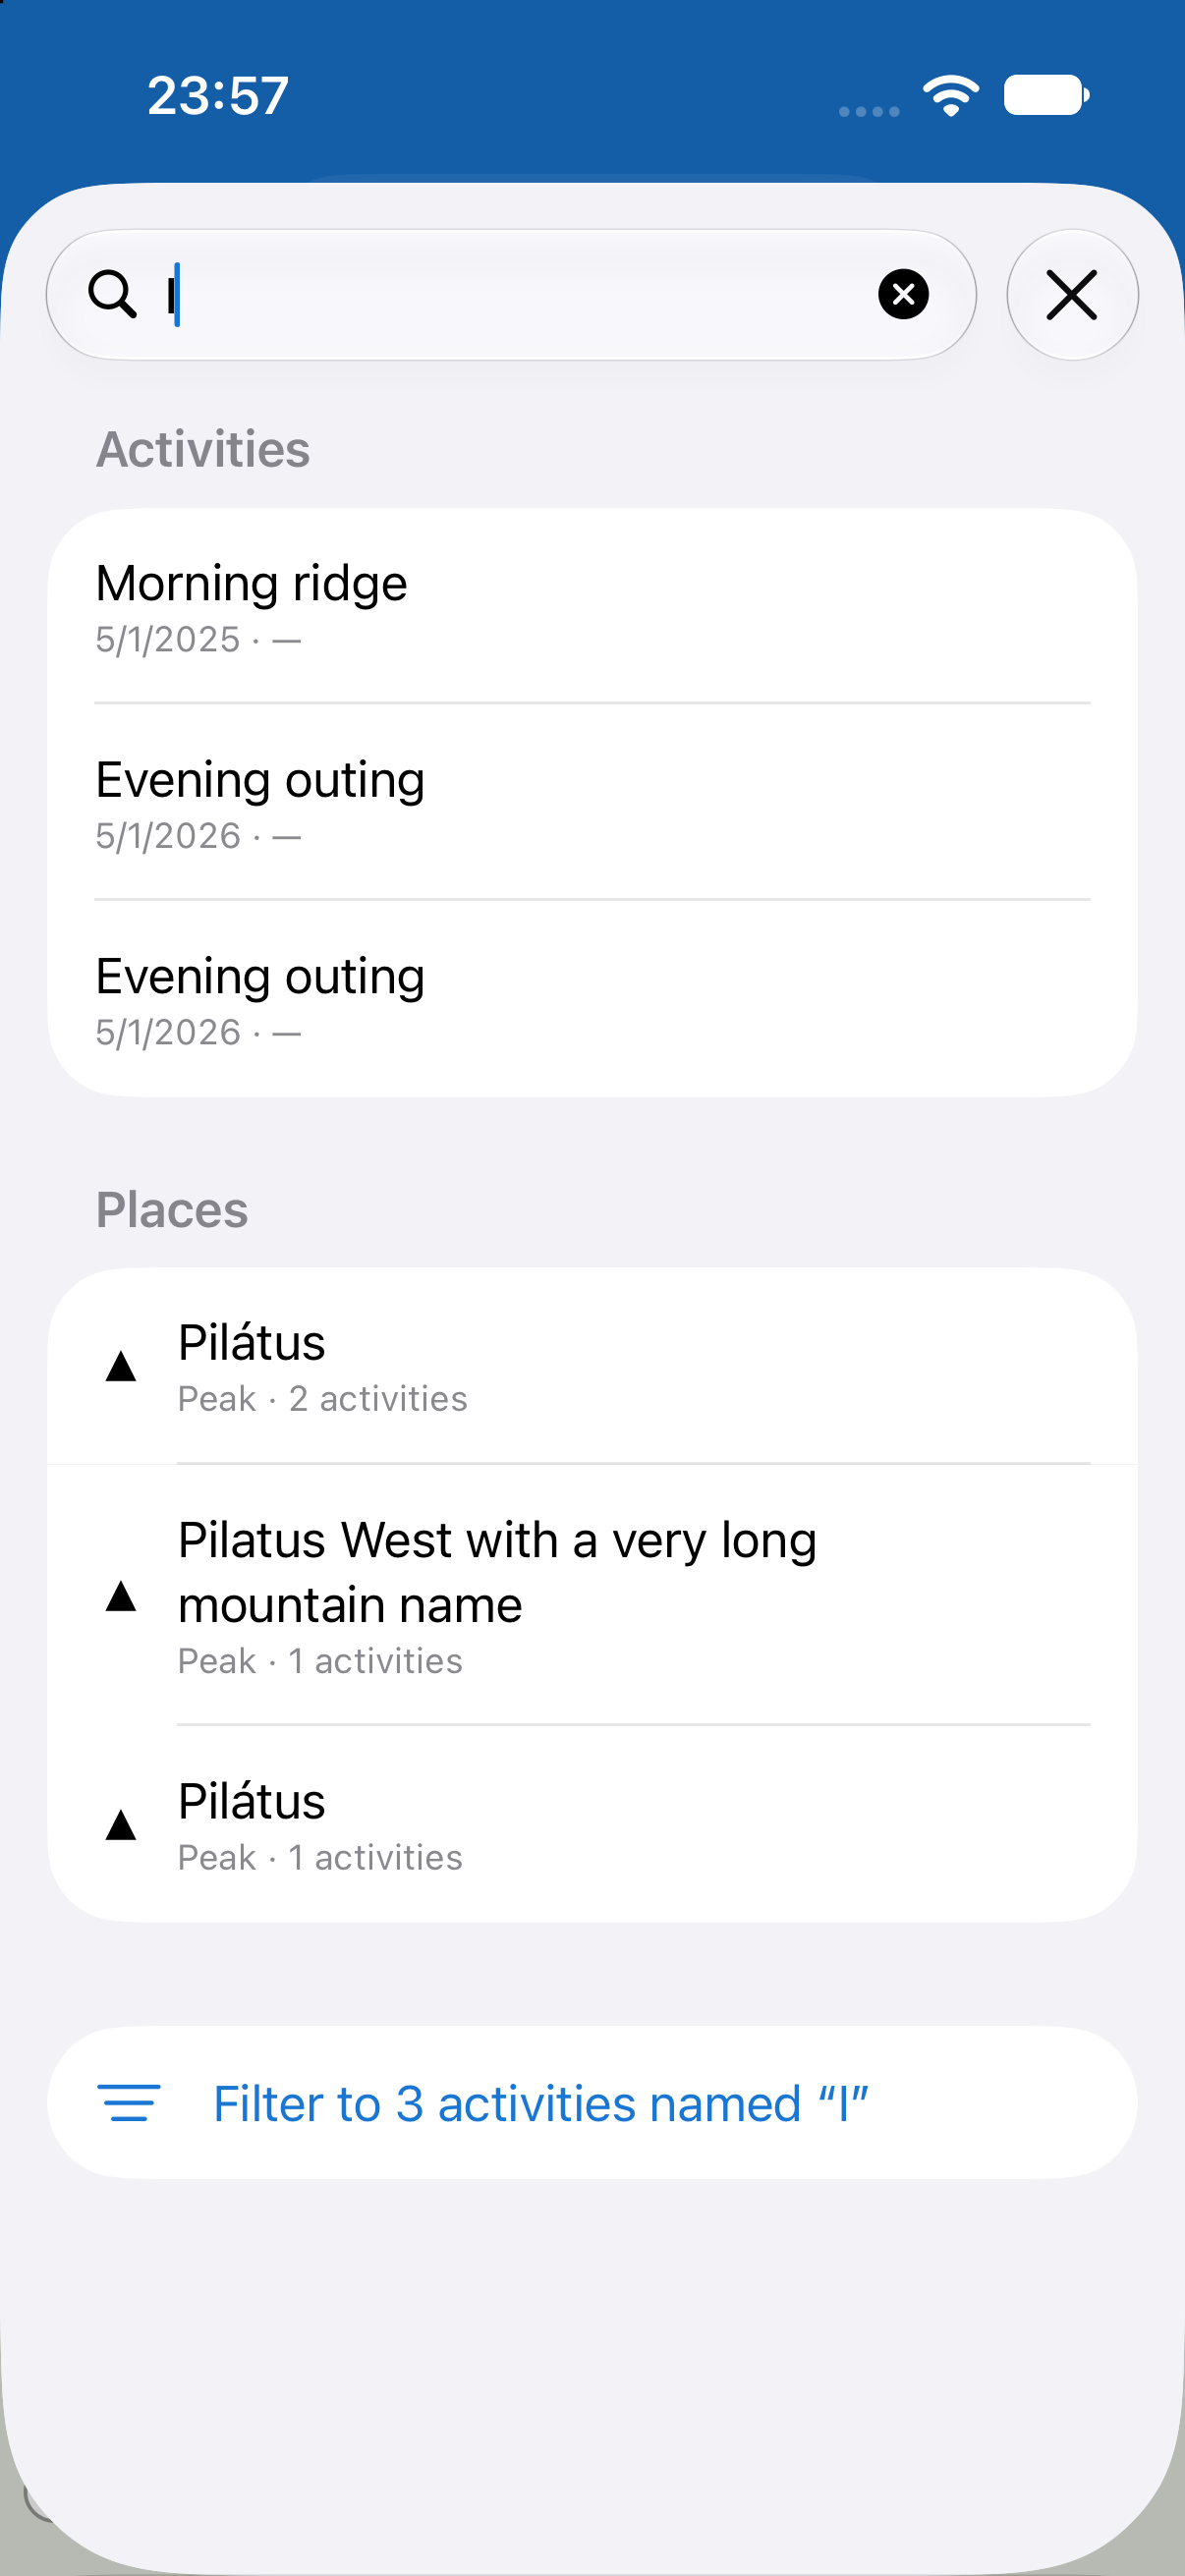 23:57
I
Activities
Morning ridge
5/1/2025 · —
Evening outing
5/1/2026 · —
Evening outing
5/1/2026 · —
Places
Pilátus
Peak · 2 activities
Pilatus West with a very long
mountain name
Peak · 1 activities
Pilátus
Peak · 1 activities
Filter to 3 activities named “I”